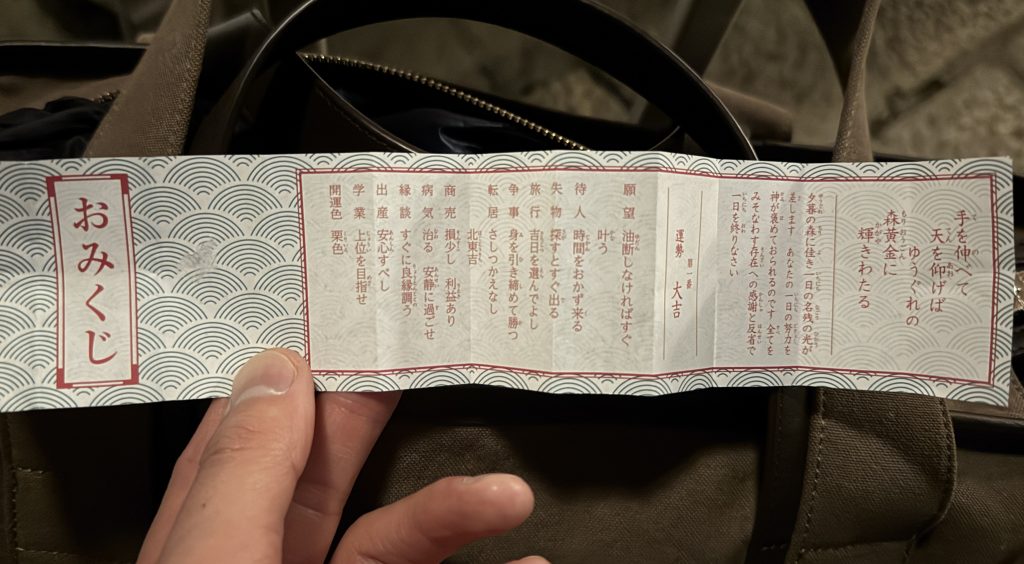 手を伸べて
天を仰げば
ゆうぐれの
森黄金に
輝きわたる
夕暮の森に佳き一日の名残の光が
差します あなたの一日の努力を
神が褒めておられるのです 全てを
みそなわす存在への感謝と反省で
一日を終りなさい
第一番 大吉
運勢
願望 油断しなければすぐ
叶う
待人 時間をおかず来る
失物 探すとすぐ出る
旅行 吉日を選んでよし
争事 身を引き締めて勝つ
転居 さしつかえなし
北東吉
商売 損少し 利益あり
病気 治る 安静に過ごせ
縁談 すぐに良縁調う
出産 安心すべし
学業 上位を目指せ
開運色 栗色
おみくじ